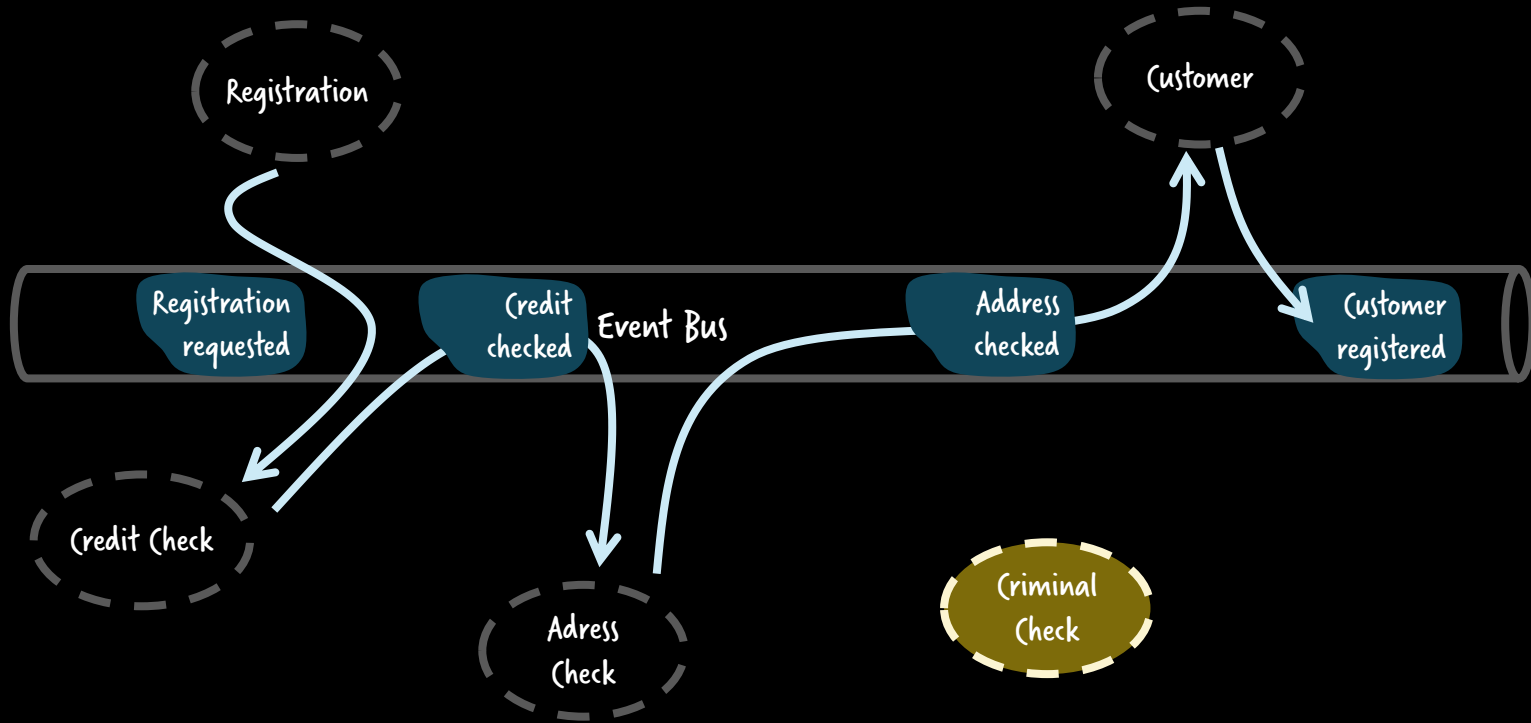 Registration
Customer
Registration
requested
Credit
checked
Event Bus
Address
checked
Customer
registered
Credit Check
Adress
Check
Criminal
Check